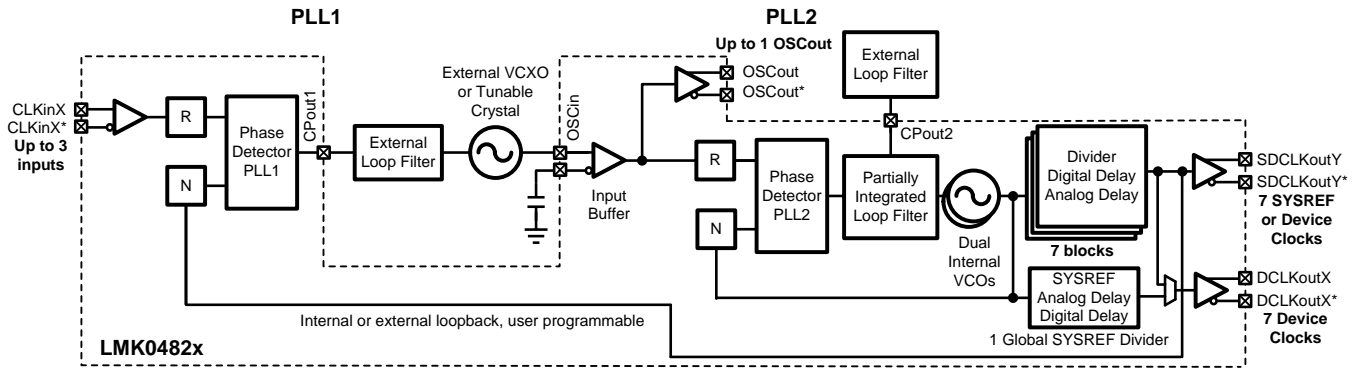 PLL1
PLL2
Up to 1 OSCout
OSCout
OSCout*
External
Loop Filter
CLKinX
CLKinX*
Up to 3
inputs
R
N
Phase
Detector
PLL1
CPout1
External
Loop Filter
External VCXO
or Tunable
Crystal
OSCin
Input
Buffer
R
N
Phase
Detector
PLL2
CPout2
Partially
Integrated
Loop Filter
Dual
Internal
VCOs
Divider
Digital Delay
Analog Delay
7 blocks
SYSREF
Analog Delay
Digital Delay
1 Global SYSREF Divider
SDCLKoutY
SDCLKoutY*
7 SYSREF
or Device
Clocks
DCLKoutX
DCLKoutX*
7 Device
Clocks
Internal or external loopback, user programmable
LMK0482x